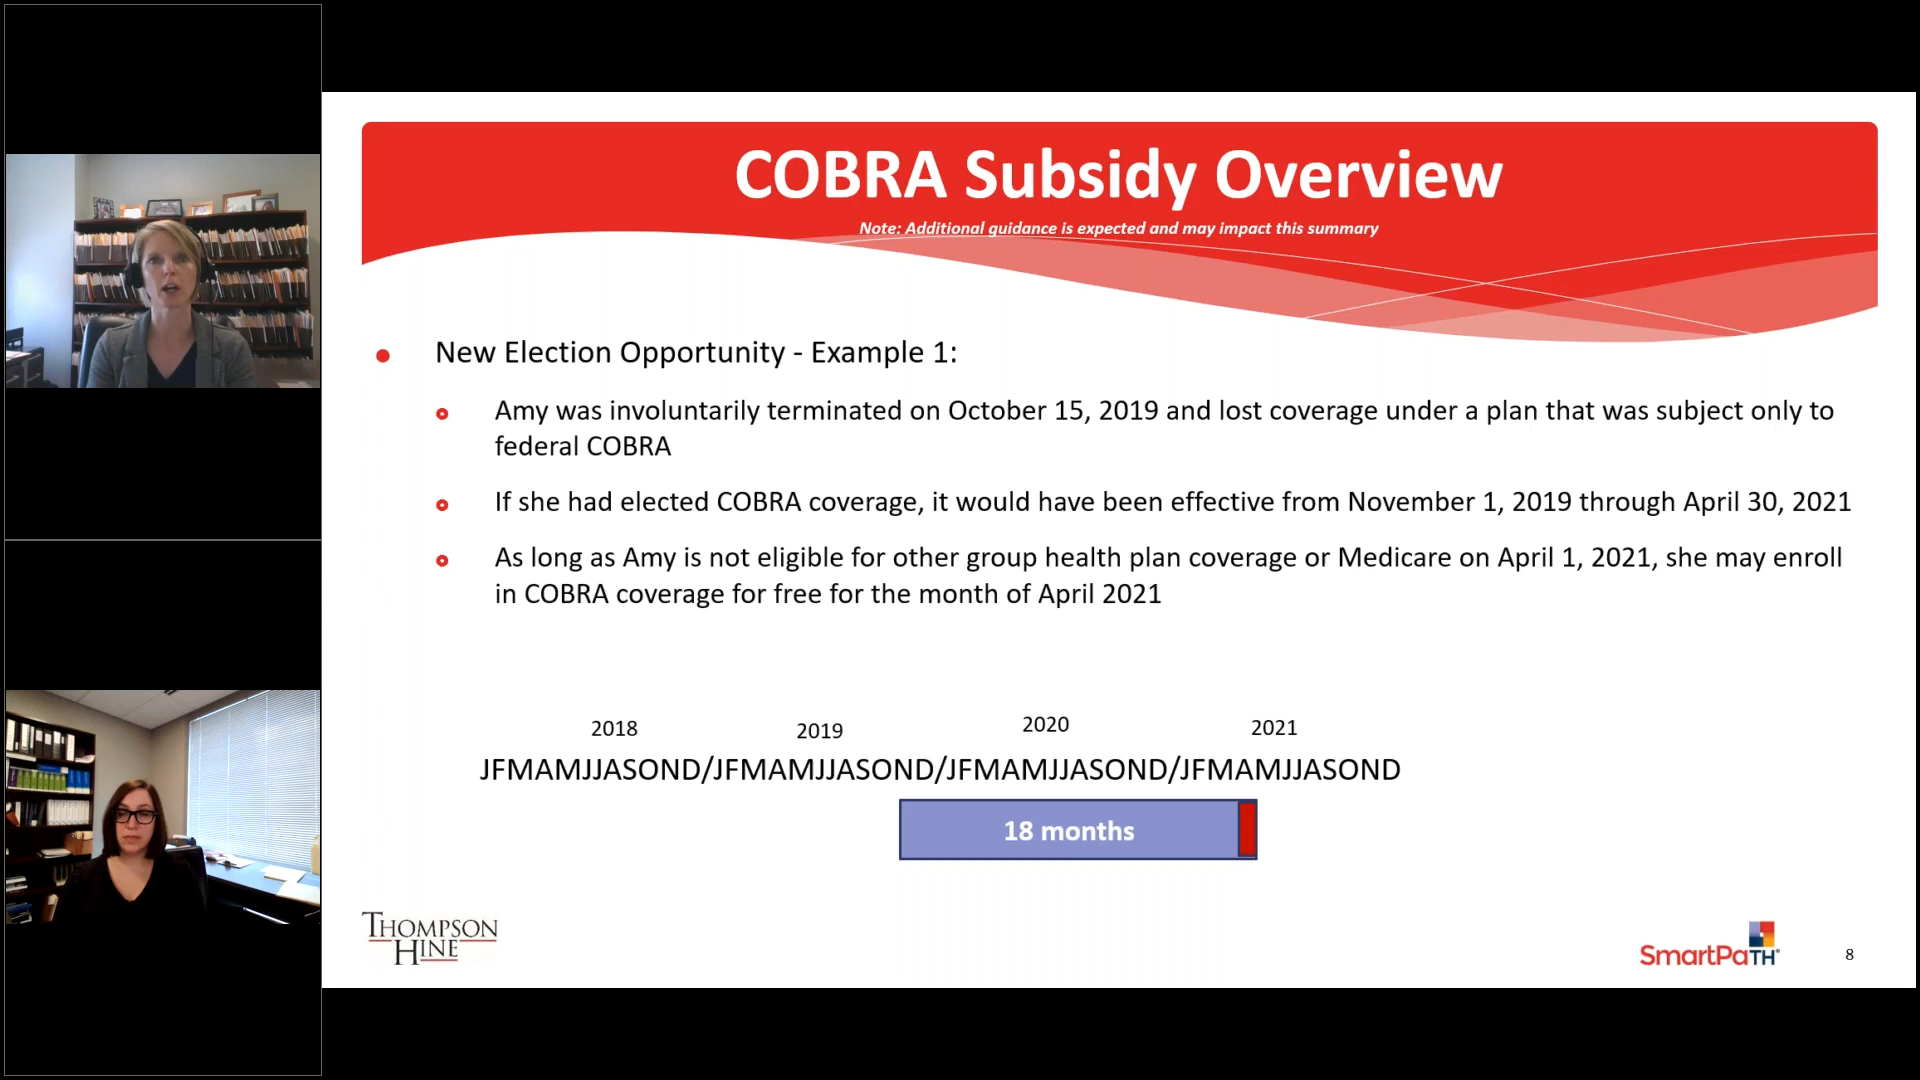 COBRA Subsidy Overview
Note: Additional guidance is expected and may impact this summary
New Election Opportunity - Example 1:
Amy was involuntarily terminated on October 15, 2019 and lost coverage under a plan that was subject only to
federal COBRA
If she had elected COBRA coverage, it would have been effective from November 1, 2019 through April 30, 2021
As long as Amy is not eligible for other group health plan coverage or Medicare on April 1, 2021, she may enroll
in COBRA coverage for free for the month of April 2021
2018 2019 2020 2021
JFMAMJJASOND/JFMAMJJASOND/JFMAMJJASOND/JFMAMJJASOND
18 months
THOMPSON
HINE
SmartPaTH
8